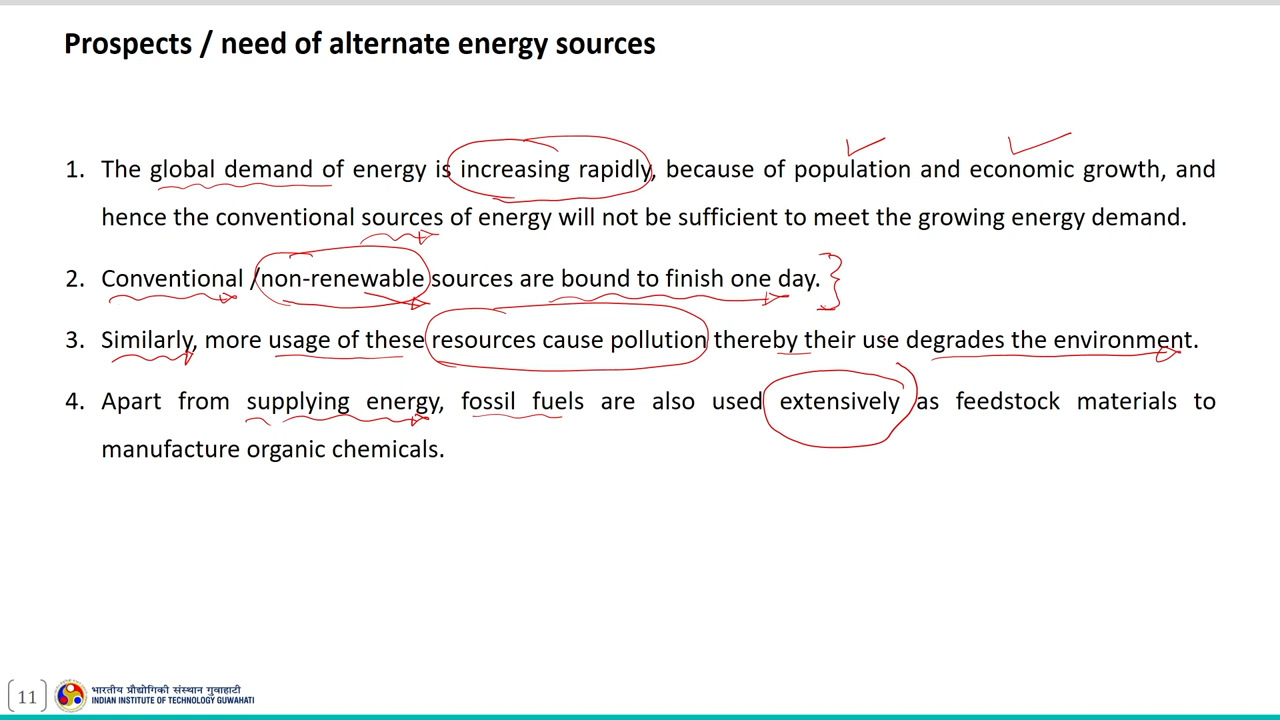 Prospects / need of alternate energy sources
1. The global demand of energy is increasing rapidly, because of population and economic growth, and
hence the conventional sources of energy will not be sufficient to meet the growing energy demand.
2. Conventional /non-renewable sources are bound to finish one day.
3. Similarly, more usage of these resources cause pollution thereby their use degrades the environment.
4. Apart from supplying energy, fossil fuels are also used extensively as feedstock materials to
manufacture organic chemicals.
11
भारतीय प्रौद्योगिकी संस्थान गुवाहाटी
INDIAN INSTITUTE OF TECHNOLOGY GUWAHATI